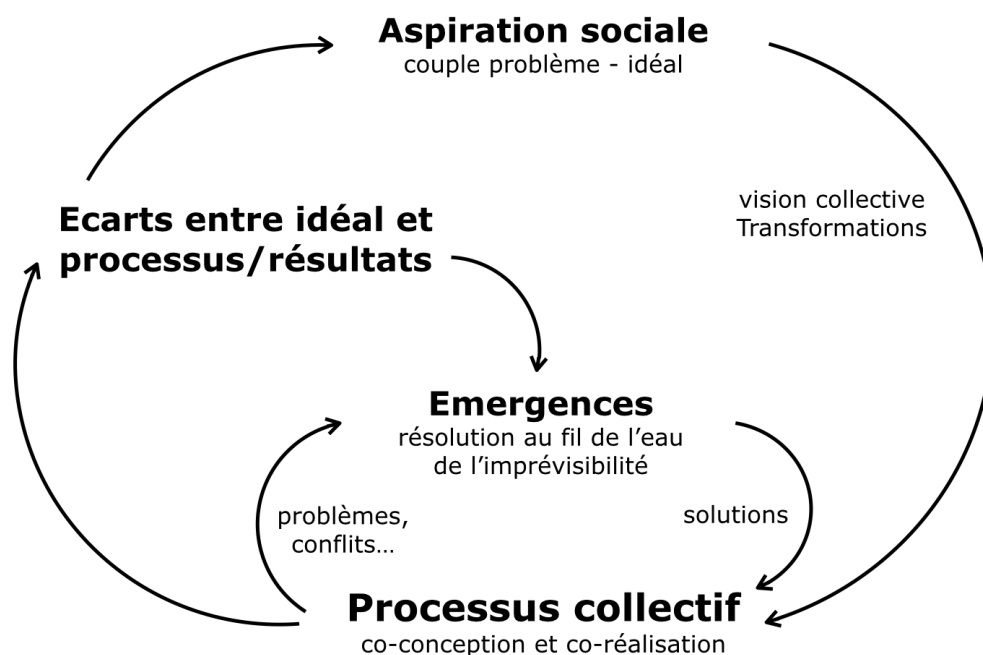 Aspiration sociale
couple problème - idéal
vision collective
Transformations
Ecarts entre idéal et
processus/résultats
Emergences
résolution au fil de l’eau
de l’imprévisibilité
problèmes,
conflits…
solutions
Processus collectif
co-conception et co-réalisation